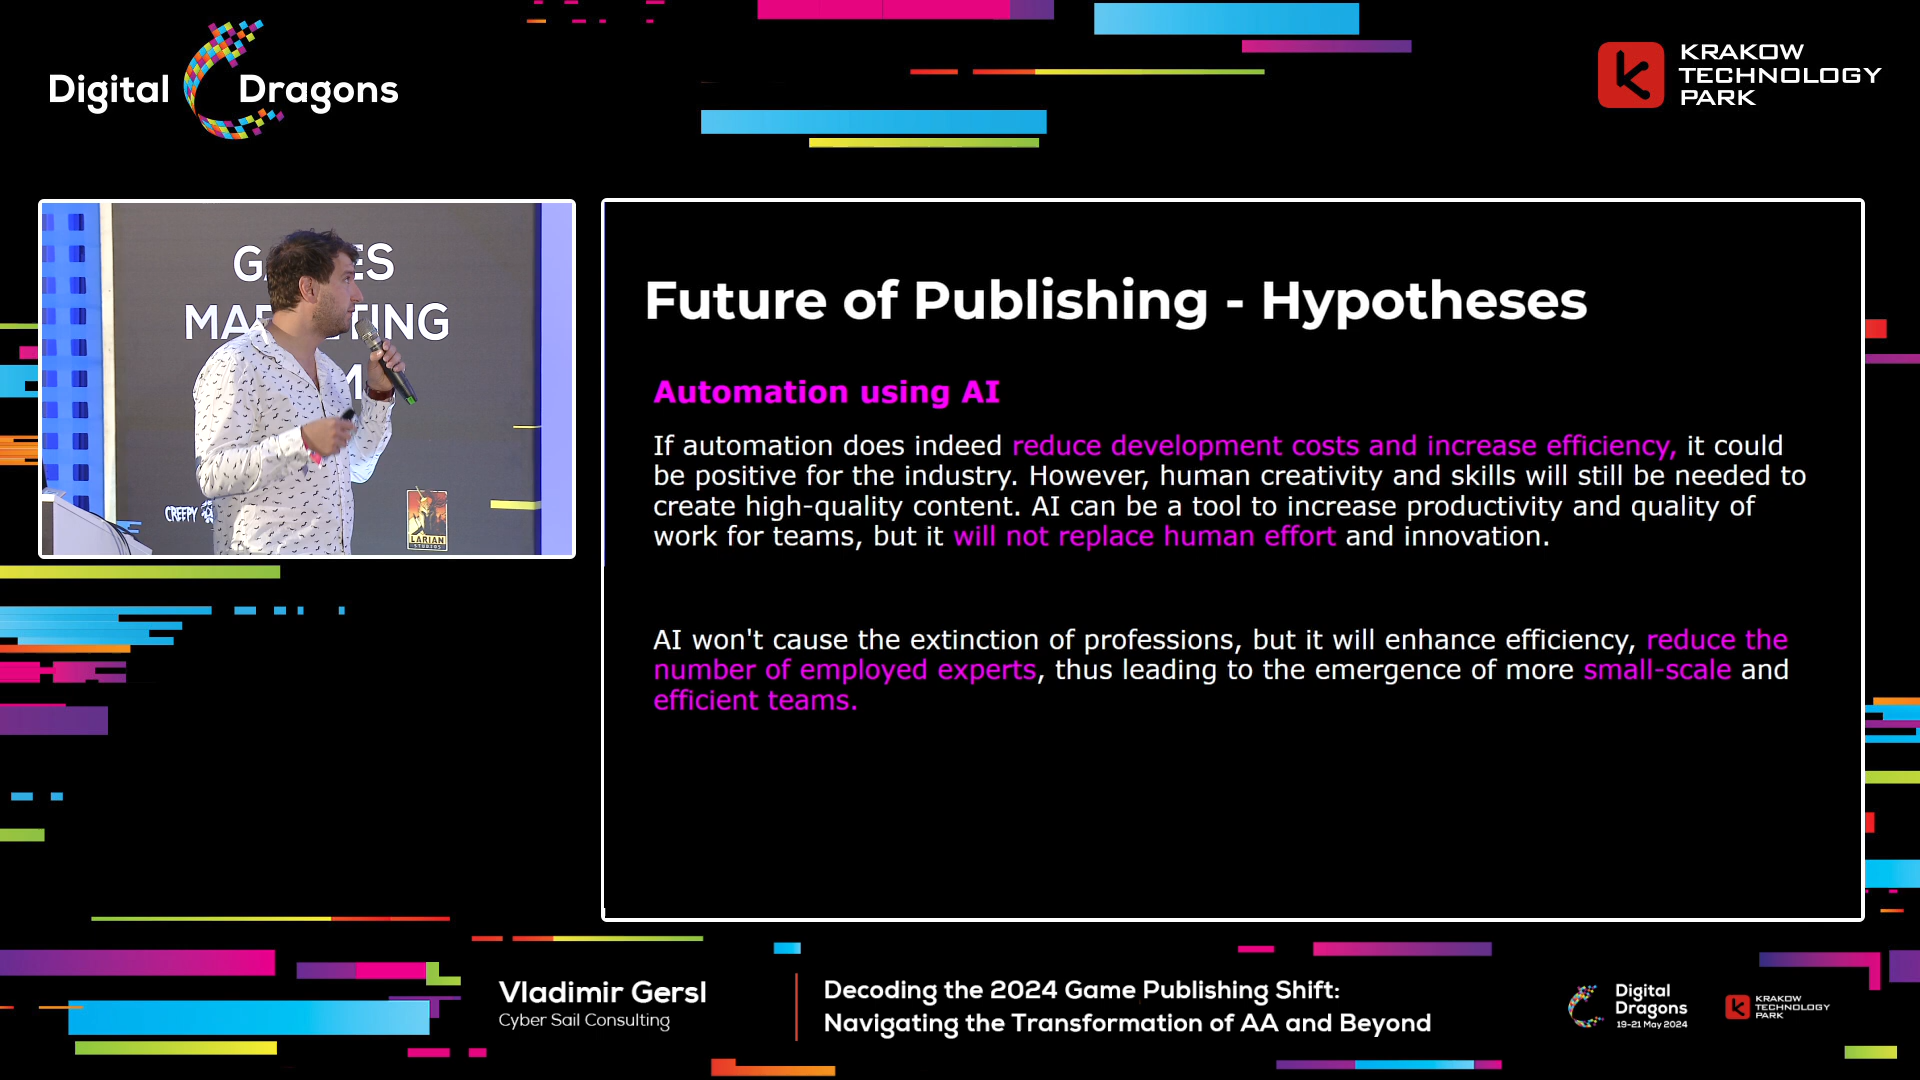 Digital Dragons
KRAKOW
TECHNOLOGY
PARK
GA ES
MA TING
M
CREEPY
LARIAN
STUDIOS
Future of Publishing - Hypotheses
Automation using AI
If automation does indeed reduce development costs and increase efficiency, it could
be positive for the industry. However, human creativity and skills will still be needed to
create high-quality content. AI can be a tool to increase productivity and quality of
work for teams, but it will not replace human effort and innovation.
AI won't cause the extinction of professions, but it will enhance efficiency, reduce the
number of employed experts, thus leading to the emergence of more small-scale and
efficient teams.
Vladimir Gersl
Cyber Sail Consulting
Decoding the 2024 Game Publishing Shift:
Navigating the Transformation of AA and Beyond
Digital
Dragons
19-21 May 2024
KRAKOW
TECHNOLOGY
PARK